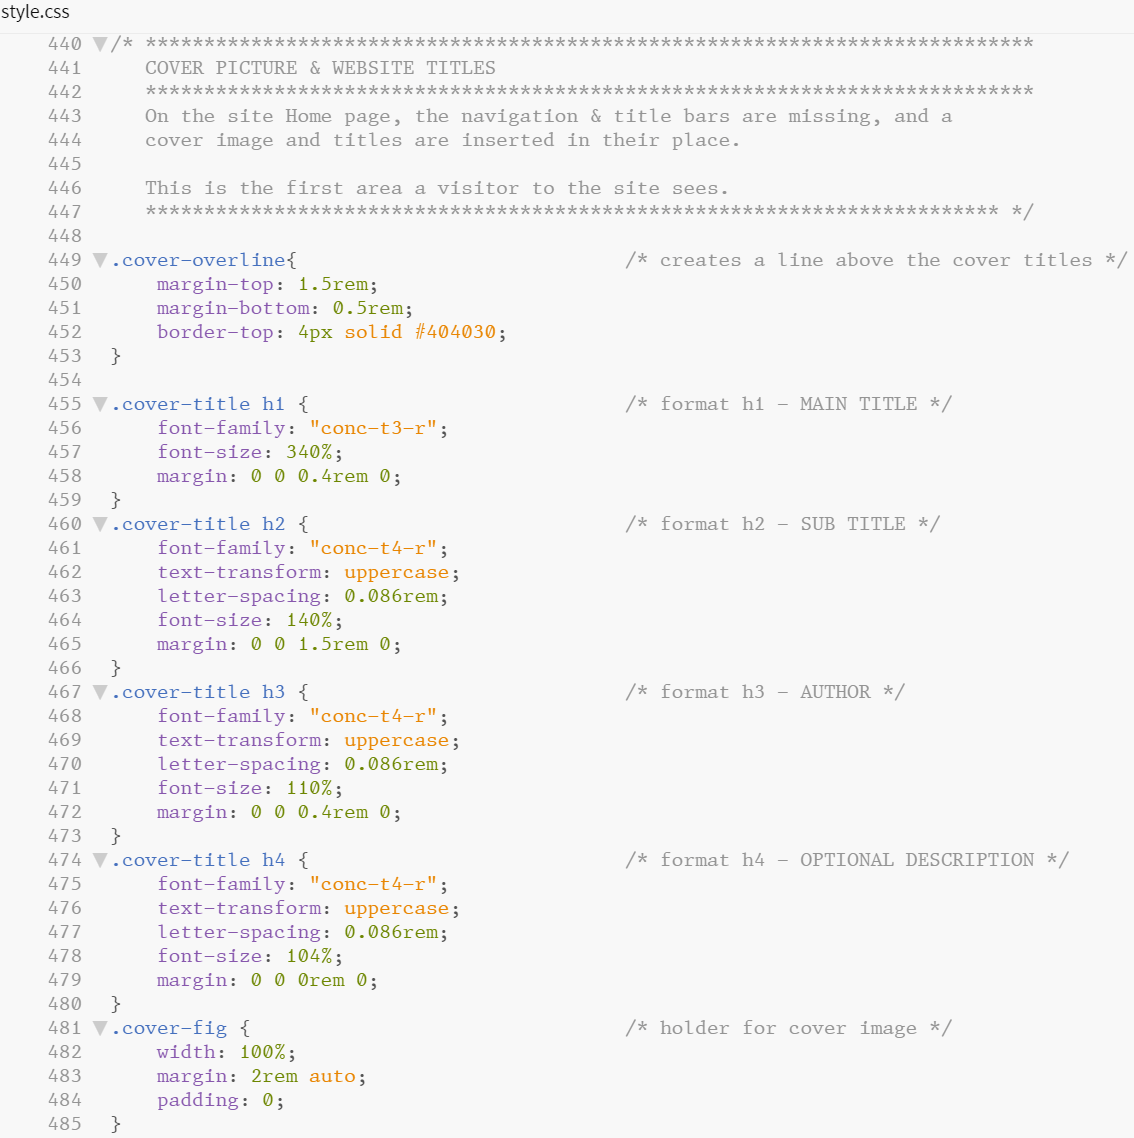 style.css
440 ▼/* ****************************************************************************
441 COVER PICTURE & WEBSITE TITLES
442 ****************************************************************************
443 On the site Home page, the navigation & title bars are missing, and a
444 cover image and titles are inserted in their place.
445
446 This is the first area a visitor to the site sees.
447 ************************************************************************* */
448
449 ▼.cover-overline{ /* creates a line above the cover titles */
450 margin-top: 1.5rem;
451 margin-bottom: 0.5rem;
452 border-top: 4px solid #404030;
453 }
454
455 ▼.cover-title h1 { /* format h1 - MAIN TITLE */
456 font-family: "conc-t3-r";
457 font-size: 340%;
458 margin: 0 0 0.4rem 0;
459 }
460 ▼.cover-title h2 { /* format h2 - SUB TITLE */
461 font-family: "conc-t4-r";
462 text-transform: uppercase;
463 letter-spacing: 0.086rem;
464 font-size: 140%;
465 margin: 0 0 1.5rem 0;
466 }
467 ▼.cover-title h3 { /* format h3 - AUTHOR */
468 font-family: "conc-t4-r";
469 text-transform: uppercase;
470 letter-spacing: 0.086rem;
471 font-size: 110%;
472 margin: 0 0 0.4rem 0;
473 }
474 ▼.cover-title h4 { /* format h4 - OPTIONAL DESCRIPTION */
475 font-family: "conc-t4-r";
476 text-transform: uppercase;
477 letter-spacing: 0.086rem;
478 font-size: 104%;
479 margin: 0 0 0rem 0;
480 }
481 ▼.cover-fig { /* holder for cover image */
482 width: 100%;
483 margin: 2rem auto;
484 padding: 0;
485 }